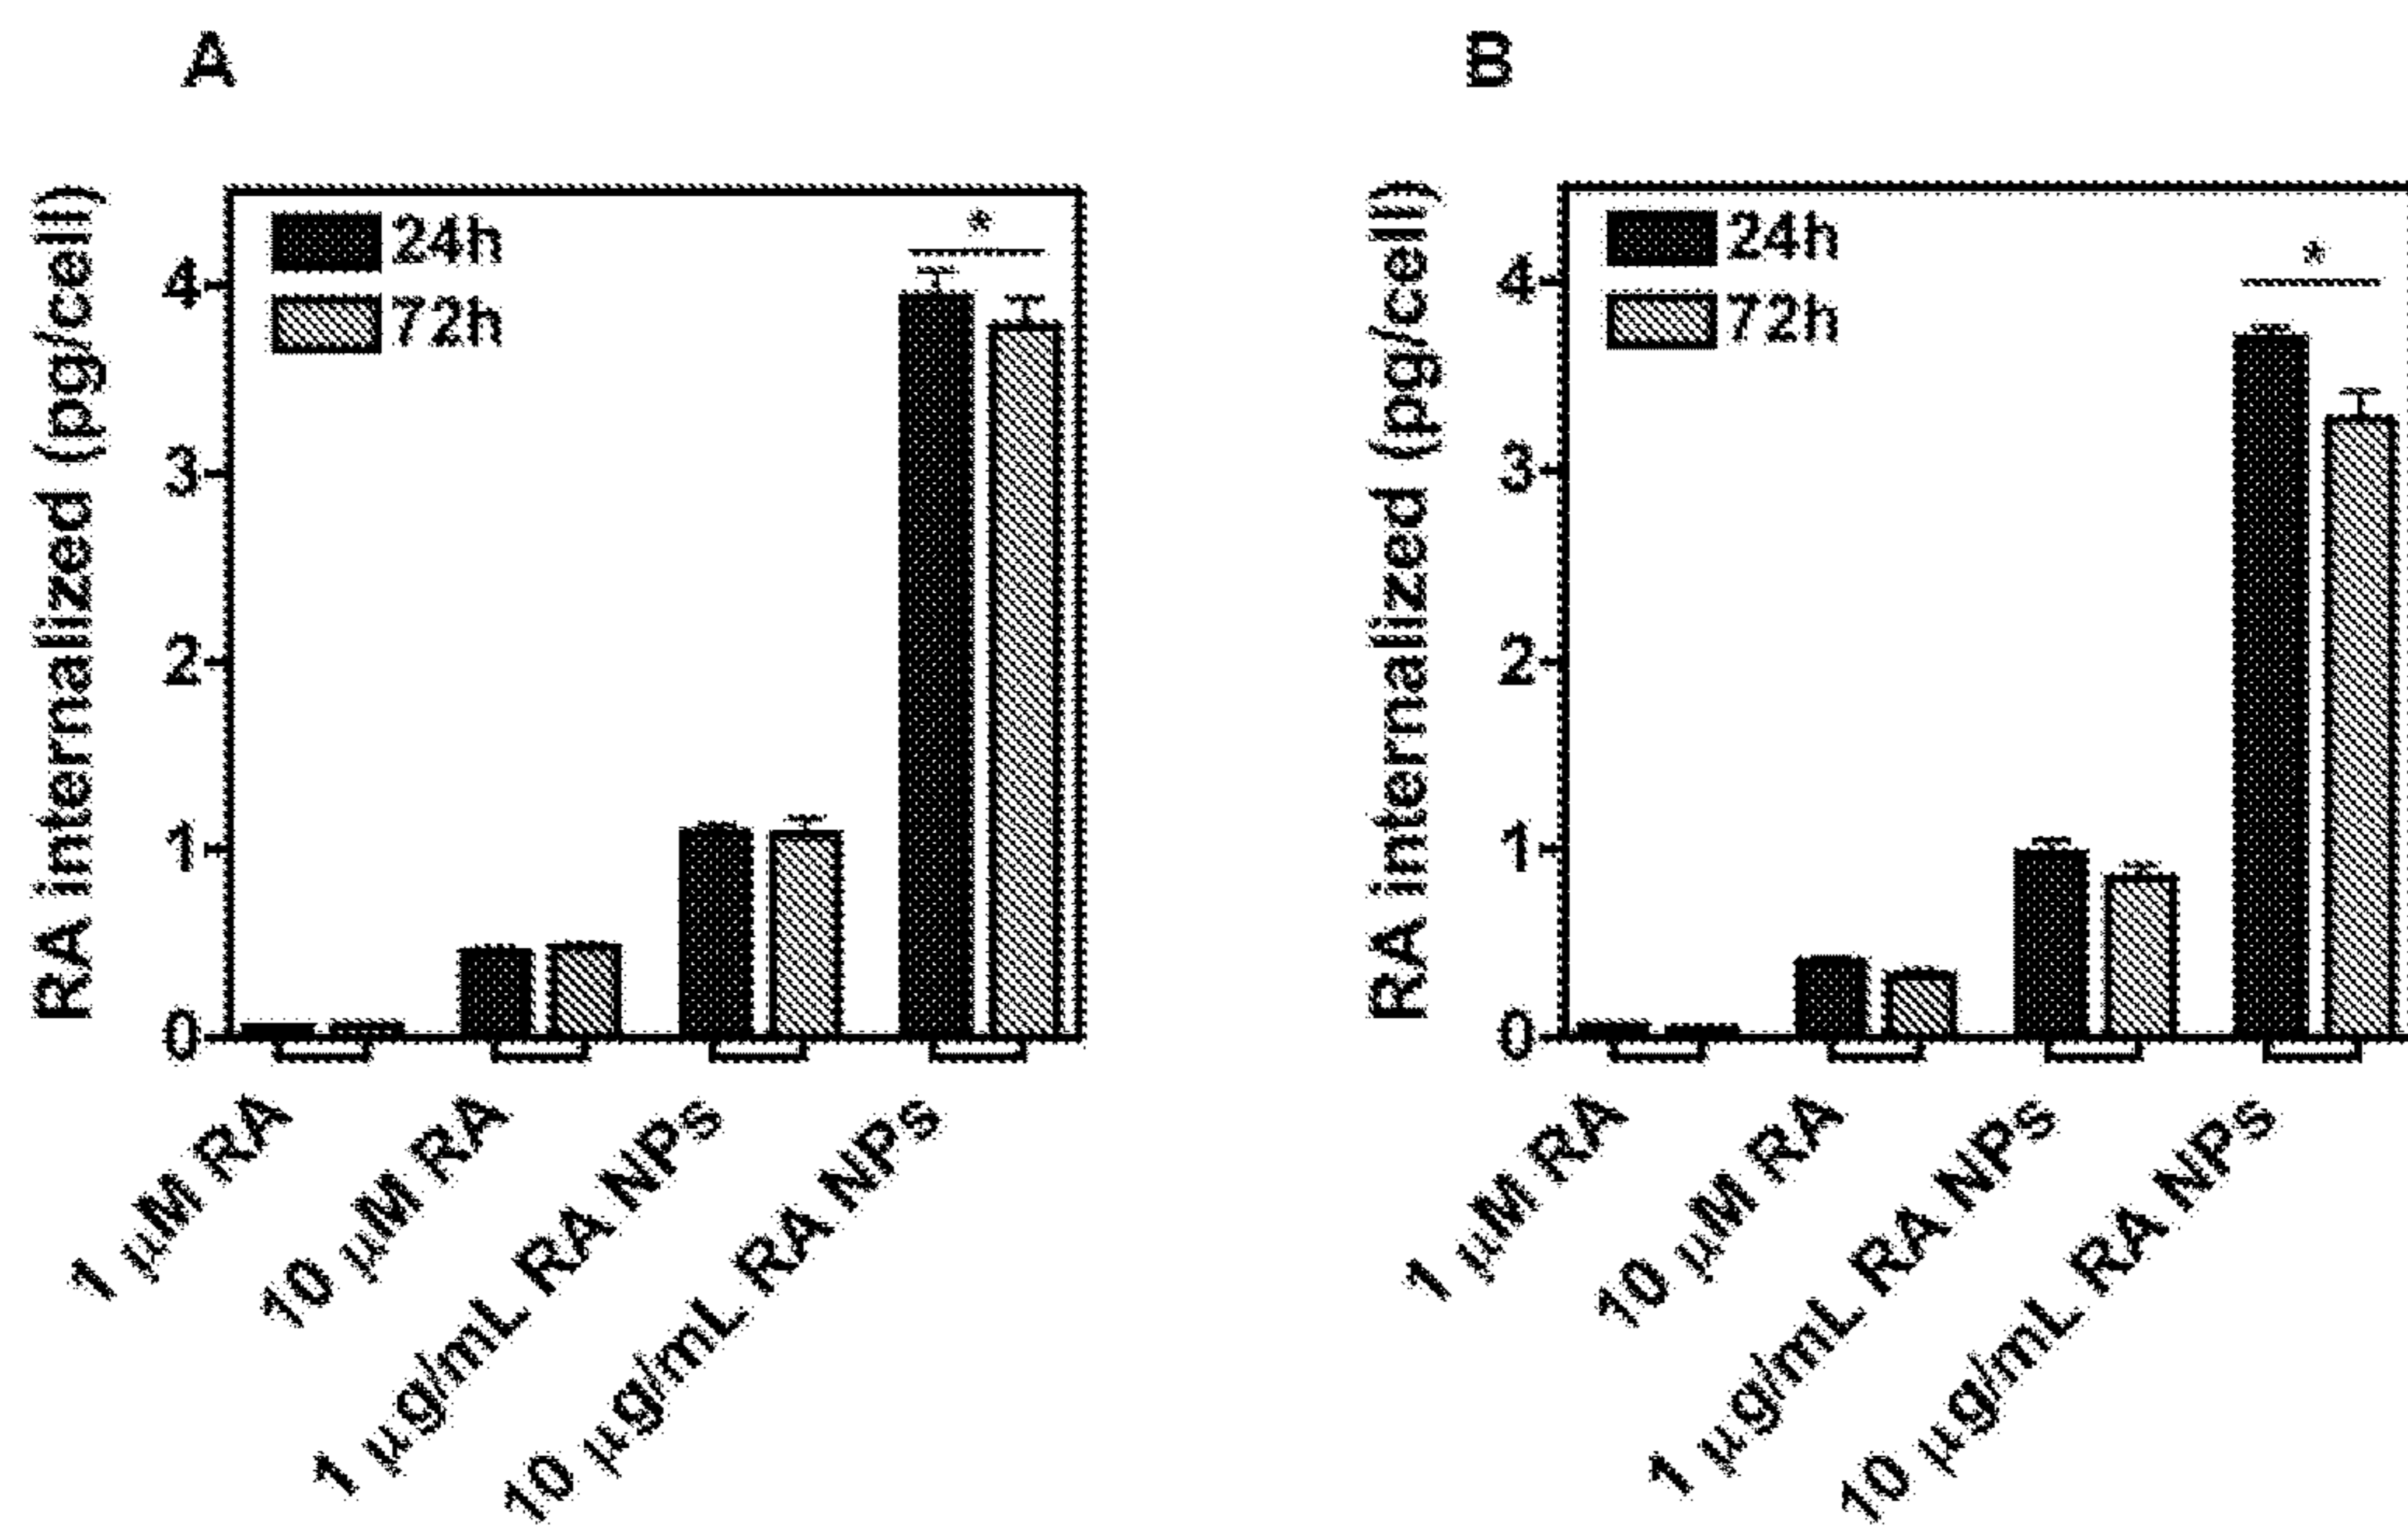 A
RA internalized (pg/cell)
4
3
2
1
0
24h
72h
*
1 μM RA
10 μM RA
1 μg/mL RA NPs
10 μg/mL RA NPs
B
RA internalized (pg/cell)
4
3
2
1
0
24h
72h
*
1 μM RA
10 μM RA
1 μg/mL RA NPs
10 μg/mL RA NPs